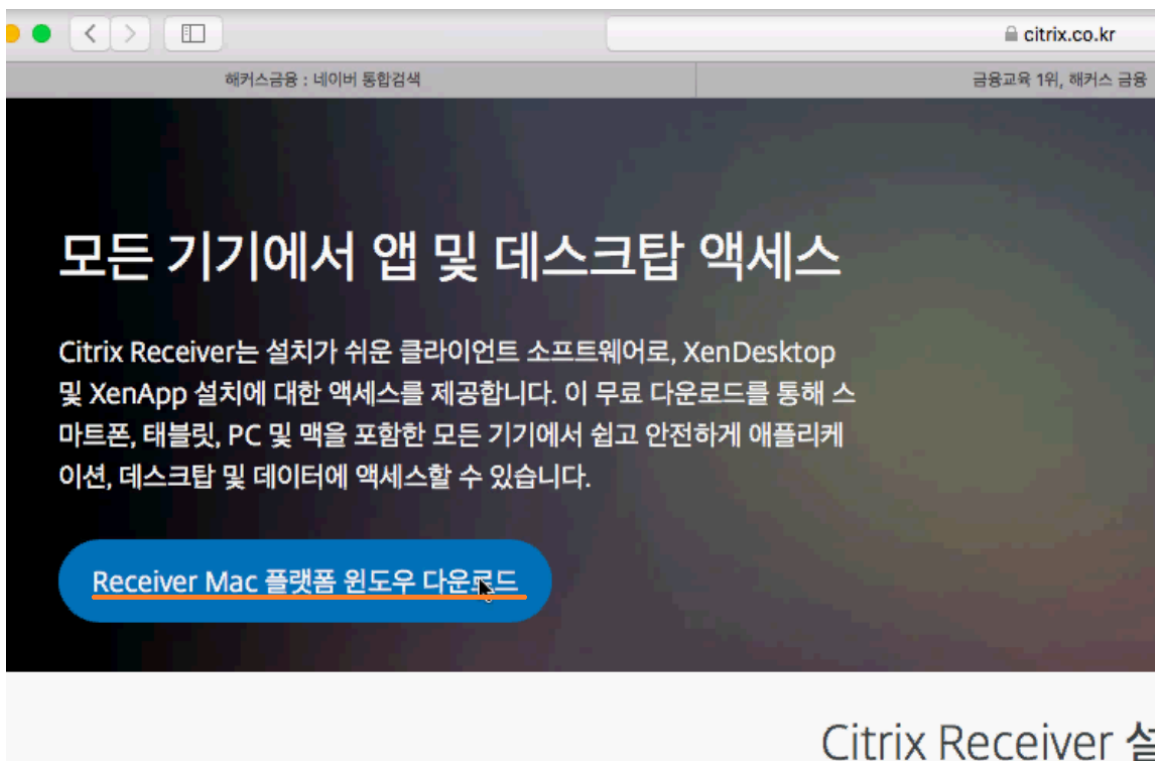 citrix.co.kr
해커스금융 : 네이버 통합검색
금융교육 1위, 해커스 금융
모든 기기에서 앱 및 데스크탑 액세스
Citrix Receiver는 설치가 쉬운 클라이언트 소프트웨어로, XenDesktop
및 XenApp 설치에 대한 액세스를 제공합니다. 이 무료 다운로드를 통해 스
마트폰, 태블릿, PC 및 맥을 포함한 모든 기기에서 쉽고 안전하게 애플리케
이션, 데스크탑 및 데이터에 액세스할 수 있습니다.
Receiver Mac 플랫폼 윈도우 다운로드
Citrix Receiver